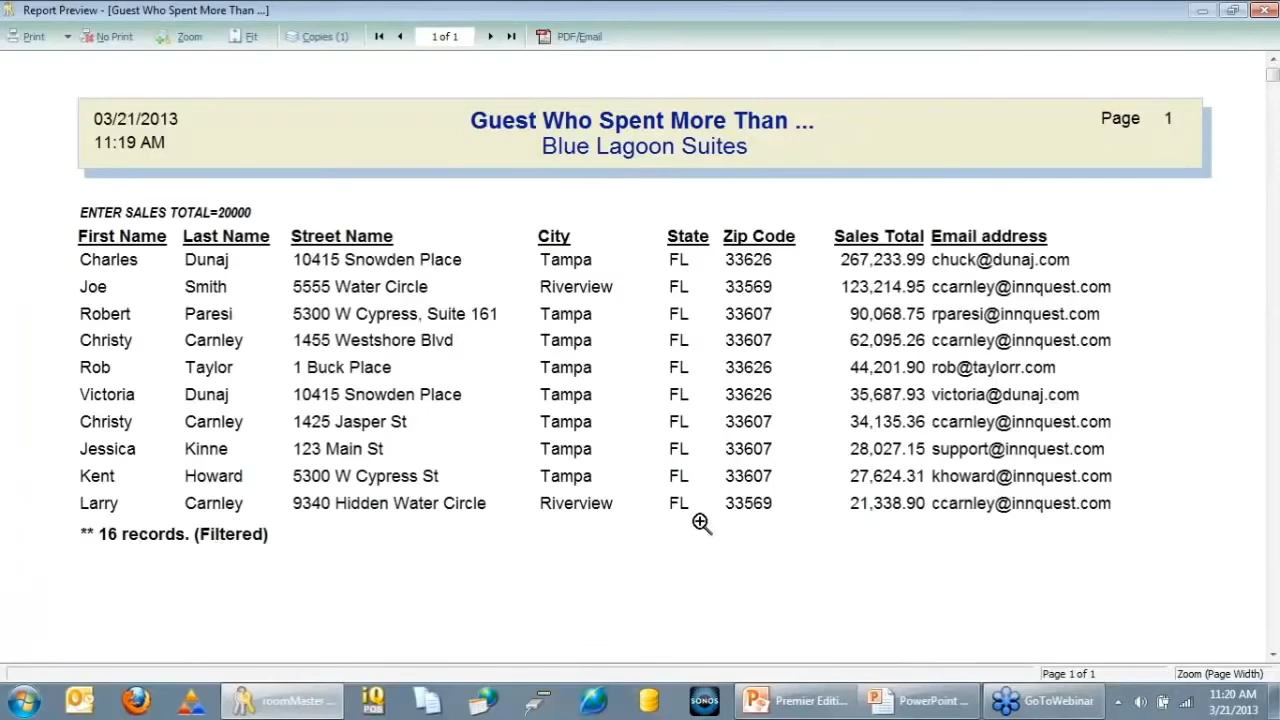 Report Preview - [Guest Who Spent More Than ...]
Print No Print Zoom Fit Copies (1) 1 of 1 PDF/Email
03/21/2013 Guest Who Spent More Than ... Page 1
11:19 AM Blue Lagoon Suites
ENTER SALES TOTAL=20000
First Name Last Name Street Name City State Zip Code Sales Total Email address
Charles Dunaj 10415 Snowden Place Tampa FL 33626 267,233.99 chuck@dunaj.com
Joe Smith 5555 Water Circle Riverview FL 33569 123,214.95 ccarnley@innquest.com
Robert Paresi 5300 W Cypress, Suite 161 Tampa FL 33607 90,068.75 rparesi@innquest.com
Christy Carnley 1455 Westshore Blvd Tampa FL 33607 62,095.26 ccarnley@innquest.com
Rob Taylor 1 Buck Place Tampa FL 33626 44,201.90 rob@taylorr.com
Victoria Dunaj 10415 Snowden Place Tampa FL 33626 35,687.93 victoria@dunaj.com
Christy Carnley 1425 Jasper St Tampa FL 33607 34,135.36 ccarnley@innquest.com
Jessica Kinne 123 Main St Tampa FL 33607 28,027.15 support@innquest.com
Kent Howard 5300 W Cypress St Tampa FL 33607 27,624.31 khoward@innquest.com
Larry Carnley 9340 Hidden Water Circle Riverview FL 33569 21,338.90 ccarnley@innquest.com
** 16 records. (Filtered)
Page 1 of 1 Zoom (Page Width)
roomMaster ... iQ POS SONOS Premier Editi... PowerPoint ... GoToWebinar 11:20 AM
3/21/2013